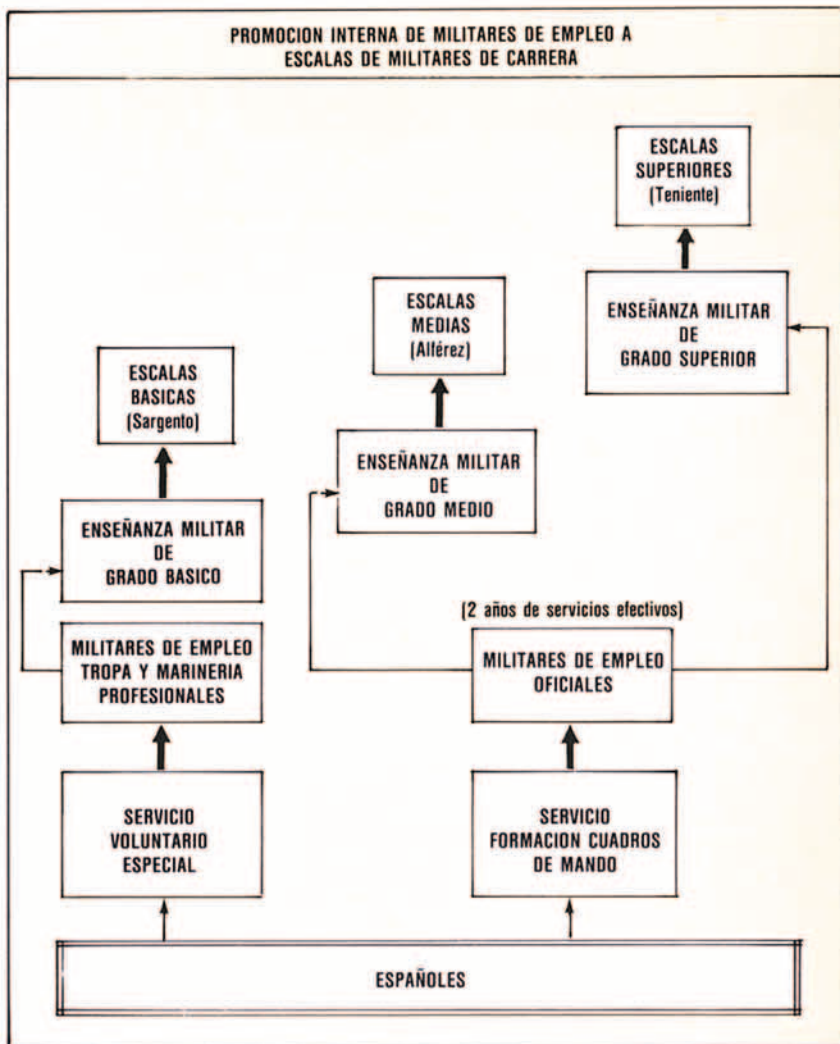 PROMOCION INTERNA DE MILITARES DE EMPLEO A
ESCALAS DE MILITARES DE CARRERA
ESCALAS
SUPERIORES
(Teniente)
ENSEÑANZA MILITAR
DE
GRADO SUPERIOR
ESCALAS
MEDIAS
(Alférez)
ENSEÑANZA MILITAR
DE
GRADO MEDIO
ESCALAS
BASICAS
(Sargento)
ENSEÑANZA MILITAR
DE
GRADO BASICO
MILITARES DE EMPLEO
TROPA Y MARINERIA
PROFESIONALES
(2 años de servicios efectivos)
MILITARES DE EMPLEO
OFICIALES
SERVICIO
VOLUNTARIO
ESPECIAL
SERVICIO
FORMACION CUADROS
DE MANDO
ESPAÑOLES